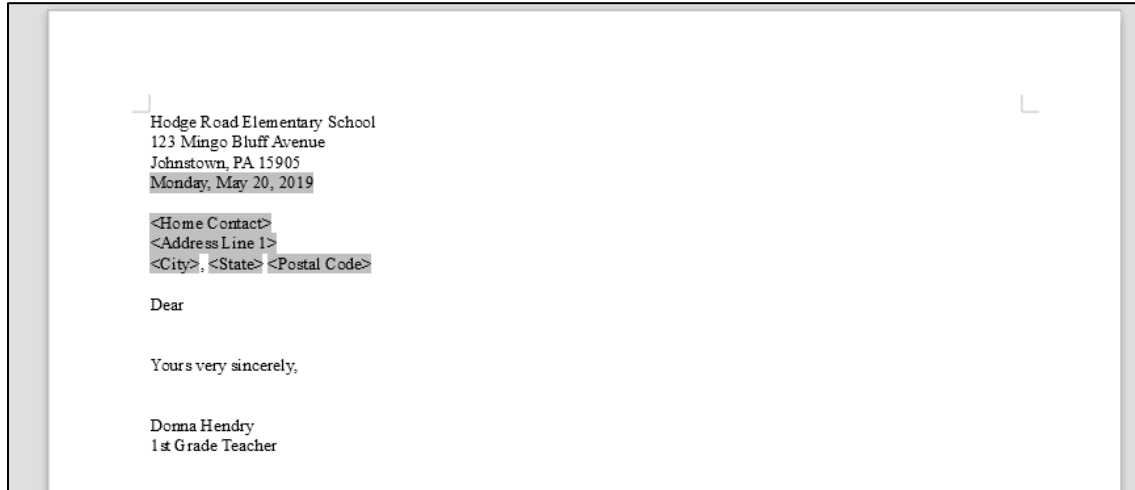 Hodge Road Elementary School
123 Mingo Bluff Avenue
Johnstown, PA 15905
Monday, May 20, 2019
<Home Contact>
<Address Line 1>
<City>, <State> <Postal Code>
Dear
Yours very sincerely,
Donna Hendry
1st Grade Teacher